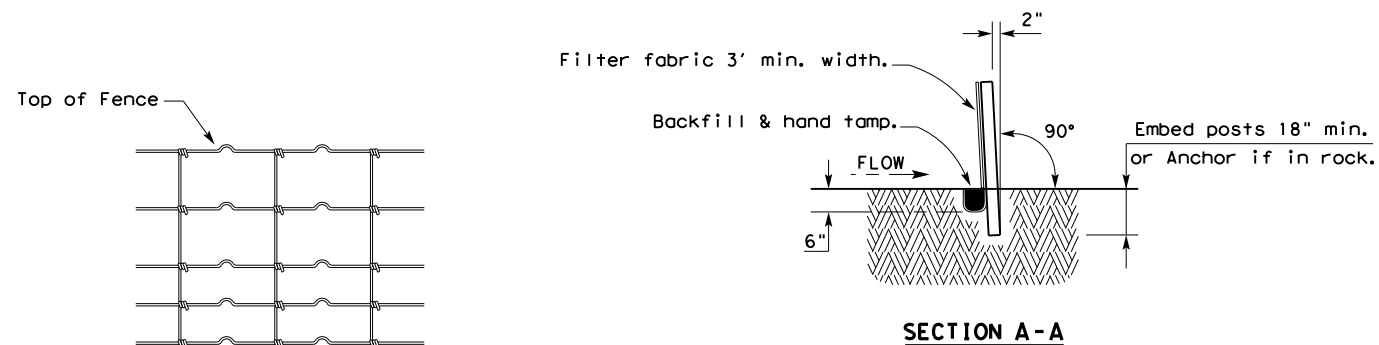 Top of Fence
2"
Filter fabric 3' min. width.
Backfill & hand tamp.
90°
Embed posts 18" min.
or Anchor if in rock.
FLOW
6"
SECTION A-A